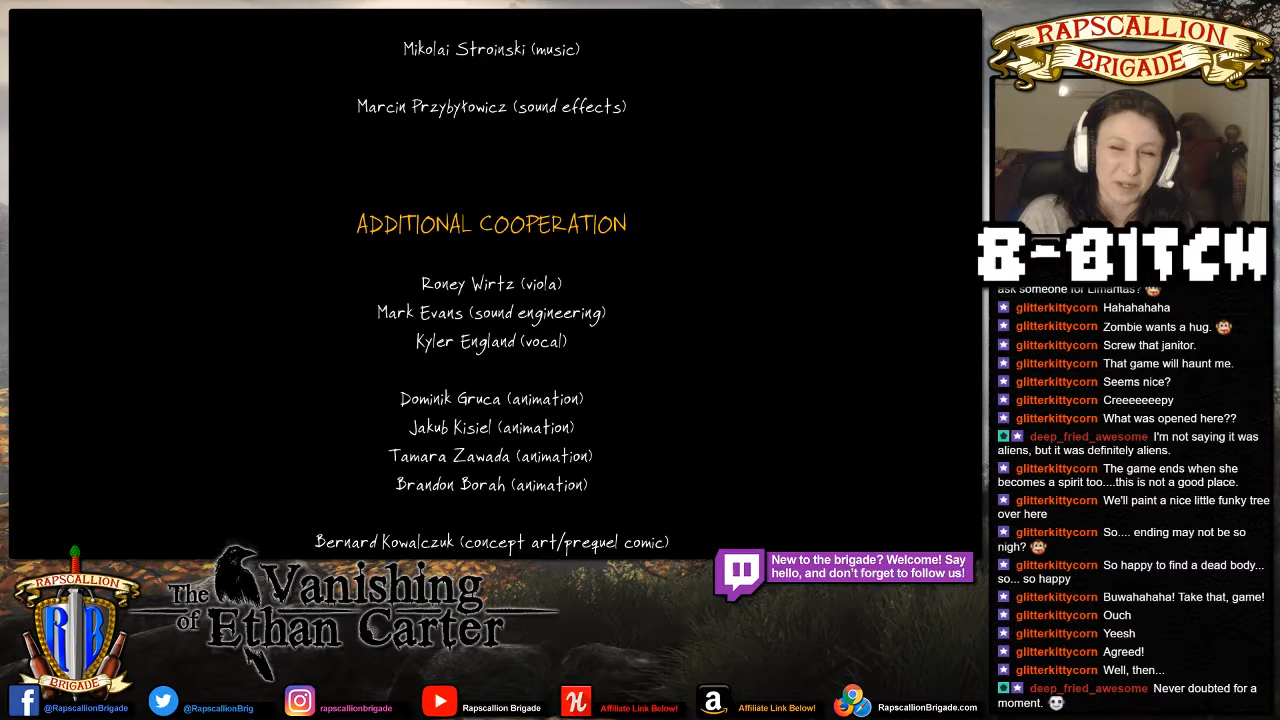 Mikolai Stroinski (music)
Marcin Przybyłowicz (sound effects)
ADDITIONAL COOPERATION
Roney Wirtz (viola)
Mark Evans (sound engineering)
Kyler England (vocal)
Dominik Gruca (animation)
Jakub Kisiel (animation)
Tamara Zawada (animation)
Brandon Borah (animation)
Bernard Kowalczuk (concept art/prequel comic)
RAPSCALLION
BRIGADE
8-BITCH
ask someone for Limaritas?
glitterkittycorn Hahahahaha
glitterkittycorn Zombie wants a hug.
glitterkittycorn Screw that janitor.
glitterkittycorn That game will haunt me.
glitterkittycorn Seems nice?
glitterkittycorn Creeeeeeepy
glitterkittycorn What was opened here??
deep_fried_awesome I'm not saying it was
aliens, but it was definitely aliens.
glitterkittycorn The game ends when she
becomes a spirit too....this is not a good place.
glitterkittycorn We'll paint a nice little funky tree
over here
glitterkittycorn So.... ending may not be so
nigh?
glitterkittycorn So happy to find a dead body...
so... so happy
glitterkittycorn Buwahahaha! Take that, game!
glitterkittycorn Ouch
glitterkittycorn Yeesh
glitterkittycorn Agreed!
glitterkittycorn Well, then...
deep_fried_awesome Never doubted for a
moment.
New to the brigade? Welcome! Say
hello, and don't forget to follow us!
RAPSCALLION
RB
BRIGADE
The Vanishing
of Ethan Carter
@RapscallionBrigade
@RapscallionBrig
rapscallionbrigade
Rapscallion Brigade
Affiliate Link Below!
Affiliate Link Below!
RapscallionBrigade.com